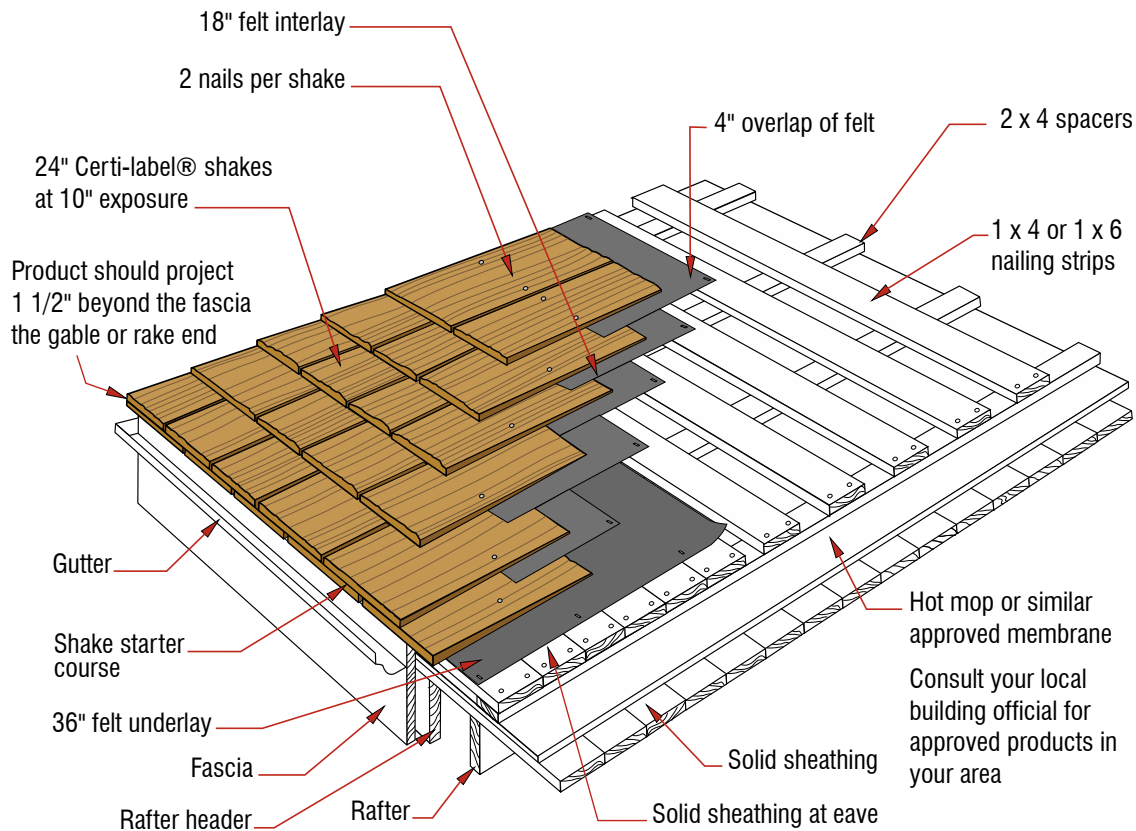 18" felt interlay
2 nails per shake
4" overlap of felt
2 x 4 spacers
24" Certi-label® shakes
at 10" exposure
1 x 4 or 1 x 6
nailing strips
Product should project
1 1/2" beyond the fascia
the gable or rake end
Gutter
Shake starter
course
36" felt underlay
Fascia
Rafter header
Rafter
Solid sheathing at eave
Solid sheathing
Hot mop or similar
approved membrane
Consult your local
building official for
approved products in
your area